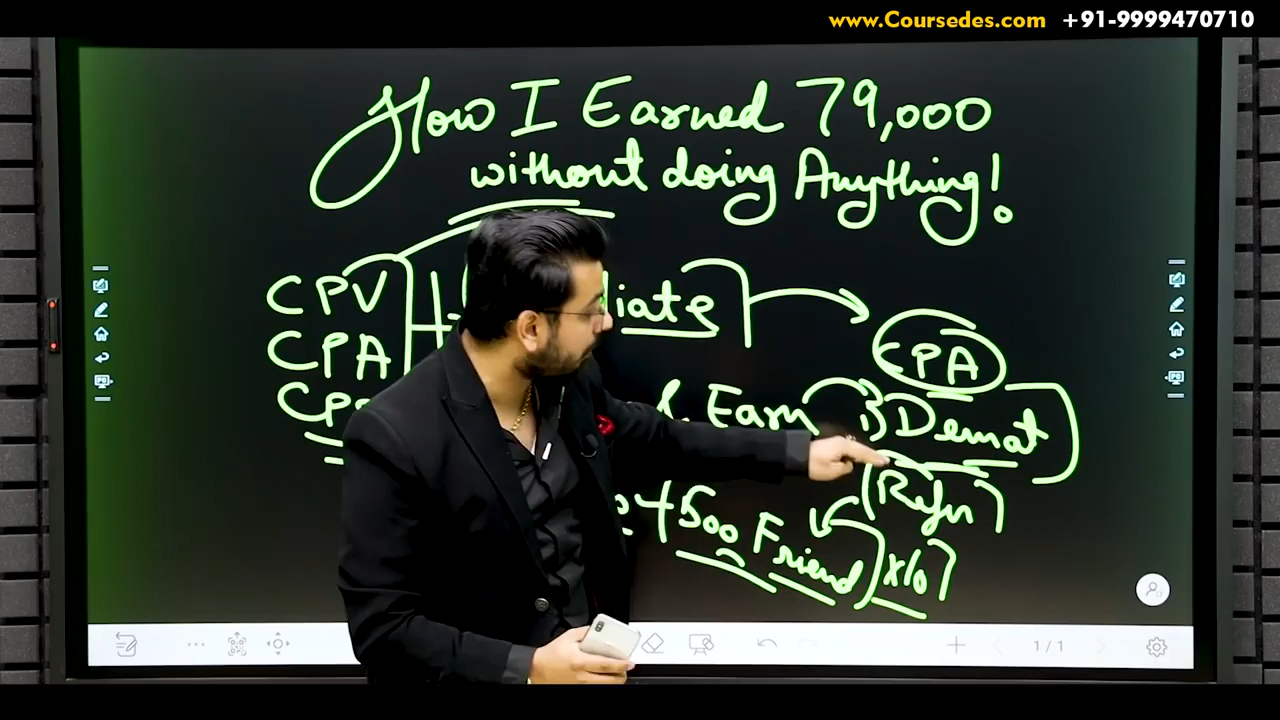 www.Coursedes.com +91-9999470710
How I Earned 79,000
without doing Anything!
CPV
CPA
CPA
Earn
Demat
Refer
500 Friend x10
1/1